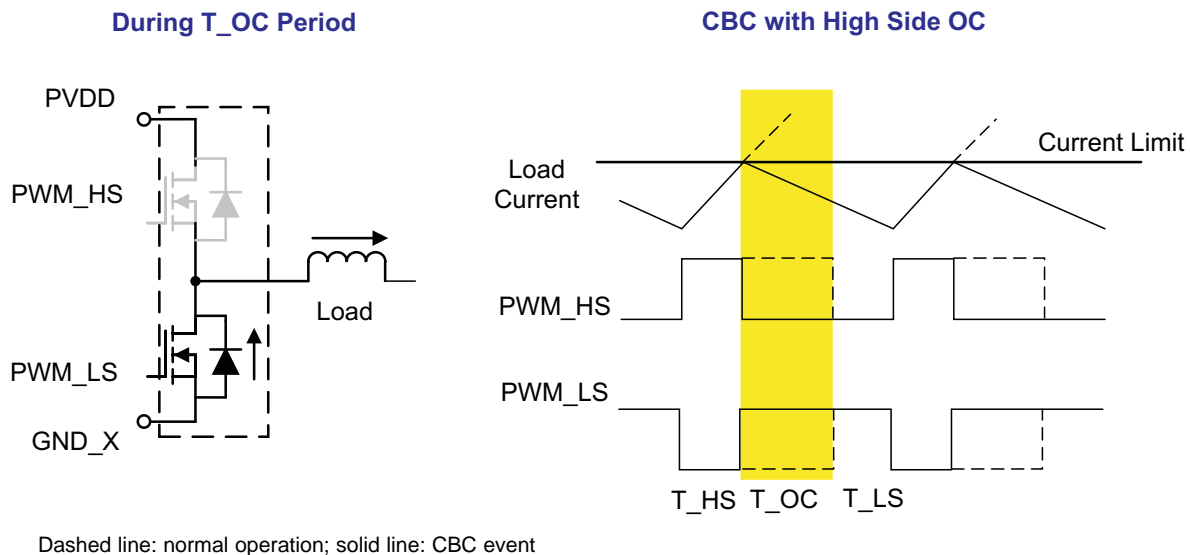 During T_OC Period
PVDD
PWM_HS
Load
PWM_LS
GND_X
CBC with High Side OC
Current Limit
Load
Current
PWM_HS
PWM_LS
T_HS T_OC T_LS
Dashed line: normal operation; solid line: CBC event